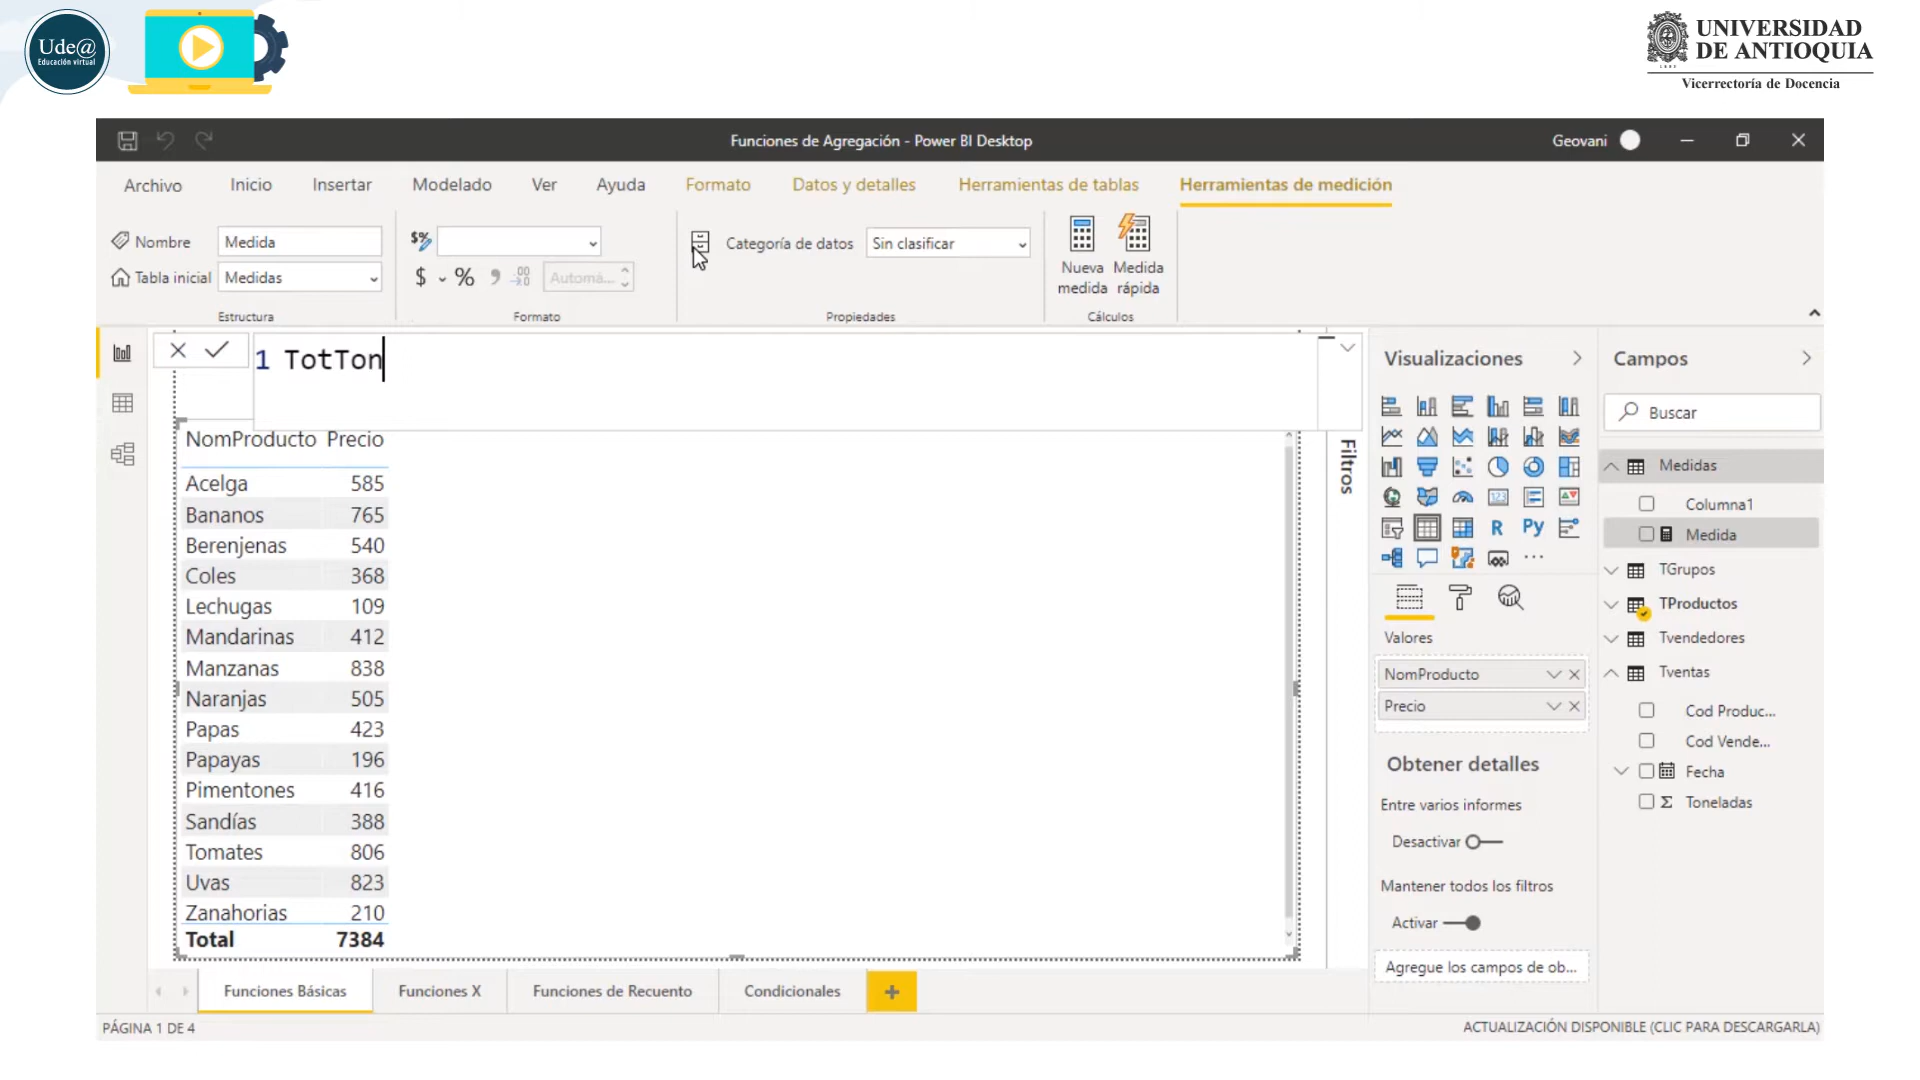 Ude@
Educación virtual
UNIVERSIDAD
DE ANTIOQUIA
1803
Vicerrectoría de Docencia
Funciones de Agregación - Power BI Desktop
Geovani
Archivo
Inicio
Insertar
Modelado
Ver
Ayuda
Formato
Datos y detalles
Herramientas de tablas
Herramientas de medición
Nombre
Medida
Tabla inicial
Medidas
Estructura
$%
$ % 9 .00
Automá...
Formato
Categoría de datos
Sin clasificar
Propiedades
Nueva
medida
Medida
rápida
Cálculos
1 TotTon
NomProducto Precio
Acelga 585
Bananos 765
Berenjenas 540
Coles 368
Lechugas 109
Mandarinas 412
Manzanas 838
Naranjas 505
Papas 423
Papayas 196
Pimentones 416
Sandías 388
Tomates 806
Uvas 823
Zanahorias 210
Total 7384
Filtros
Visualizaciones
123
R Py
...
Valores
NomProducto
Precio
Obtener detalles
Entre varios informes
Desactivar
Mantener todos los filtros
Activar
Agregue los campos de ob...
Campos
Buscar
Medidas
Columna1
Medida
TGrupos
TProductos
Tvendedores
Tventas
Cod Produc...
Cod Vende...
Fecha
Σ Toneladas
Funciones Básicas
Funciones X
Funciones de Recuento
Condicionales
+
PÁGINA 1 DE 4
ACTUALIZACIÓN DISPONIBLE (CLIC PARA DESCARGARLA)